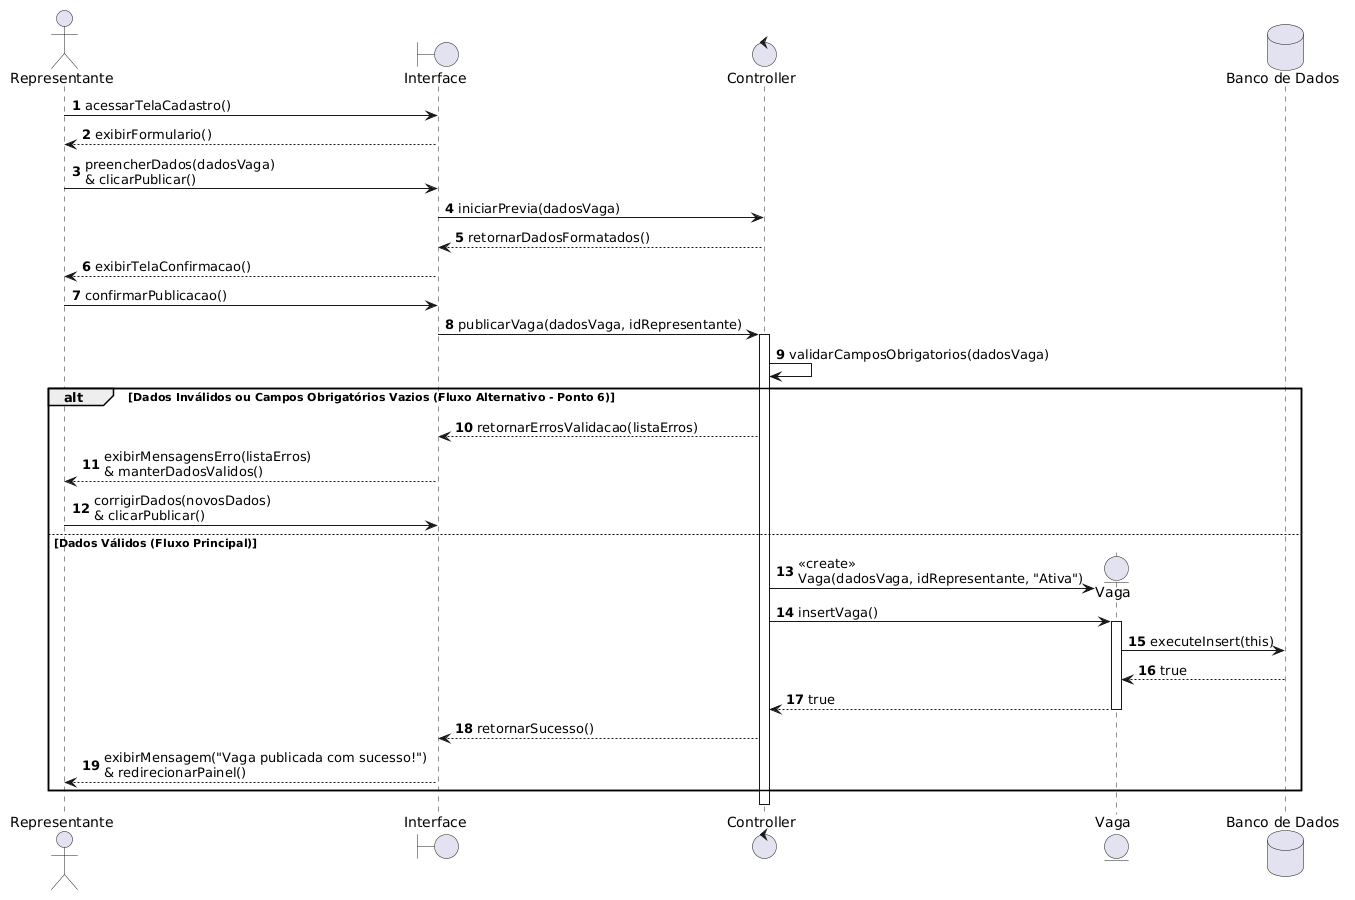 Representante
Interface
Controller
Banco de Dados
1 acessarTelaCadastro()
2 exibirFormulario()
3 preencherDados(dadosVaga)
& clicarPublicar()
4 iniciarPrevia(dadosVaga)
5 retornarDadosFormatados()
6 exibirTelaConfirmacao()
7 confirmarPublicacao()
8 publicarVaga(dadosVaga, idRepresentante)
9 validarCamposObrigatorios(dadosVaga)
alt [Dados Inválidos ou Campos Obrigatórios Vazios (Fluxo Alternativo - Ponto 6)]
10 retornarErrosValidacao(listaErros)
11 exibirMensagensErro(listaErros)
& manterDadosValidos()
12 corrigirDados(novosDados)
& clicarPublicar()
[Dados Válidos (Fluxo Principal)]
13 «create»
Vaga(dadosVaga, idRepresentante, "Ativa")
Vaga
14 insertVaga()
15 executeInsert(this)
16 true
17 true
18 retornarSucesso()
19 exibirMensagem("Vaga publicada com sucesso!")
& redirecionarPainel()
Representante
Interface
Controller
Vaga
Banco de Dados